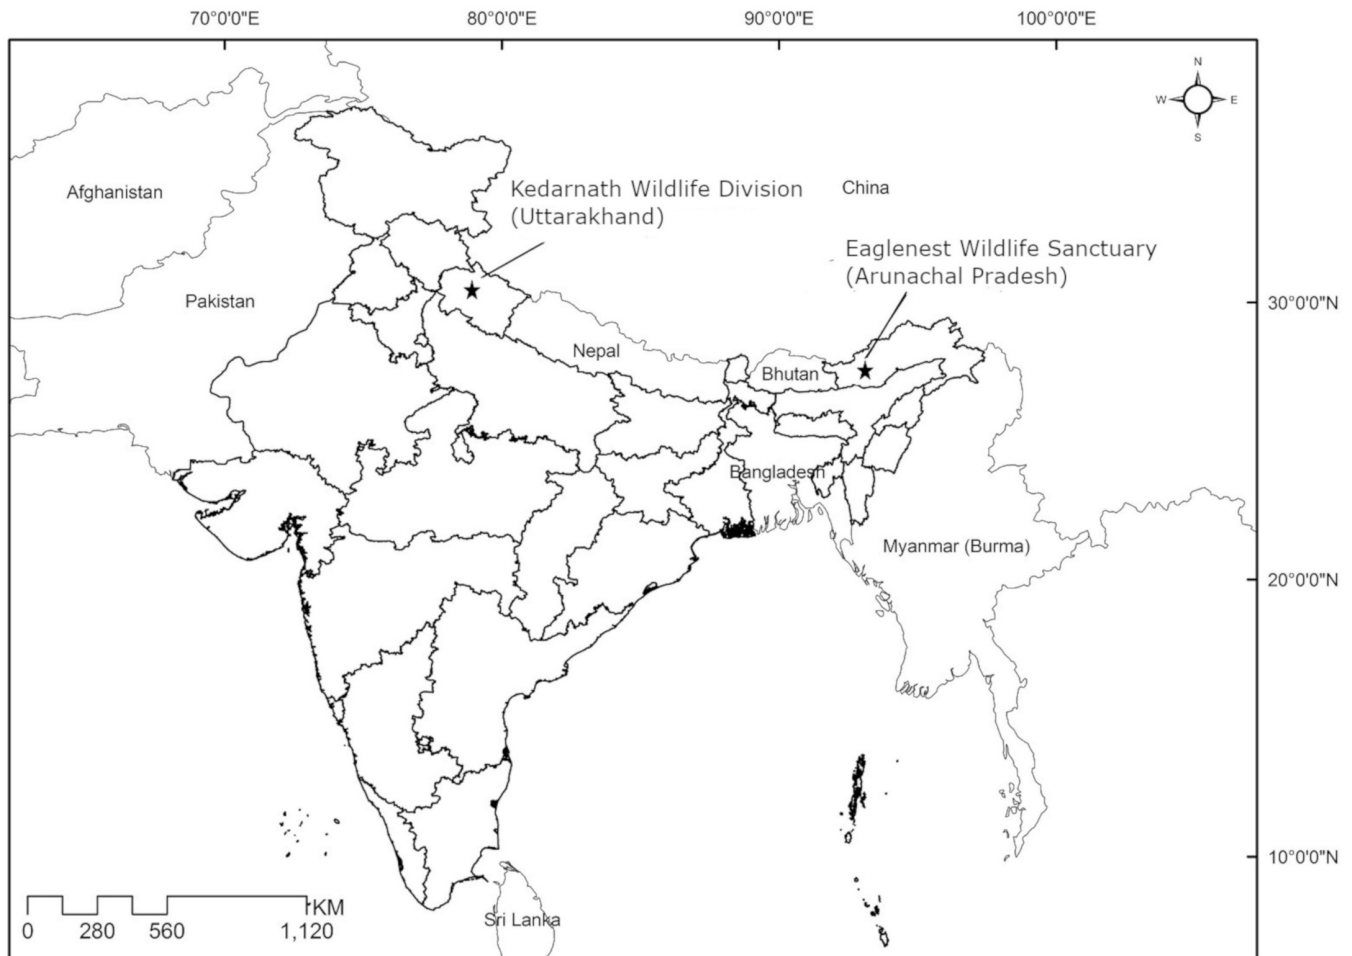 70°0'0"E 80°0'0"E 90°0'0"E 100°0'0"E
N
W E
S
Afghanistan
Kedarnath Wildlife Division
(Uttarakhand)
China
Eaglenest Wildlife Sanctuary
(Arunachal Pradesh)
Pakistan
30°0'0"N
Nepal
Bhutan
Bangladesh
Myanmar (Burma)
20°0'0"N
10°0'0"N
KM
0 280 560 1,120
Sri Lanka